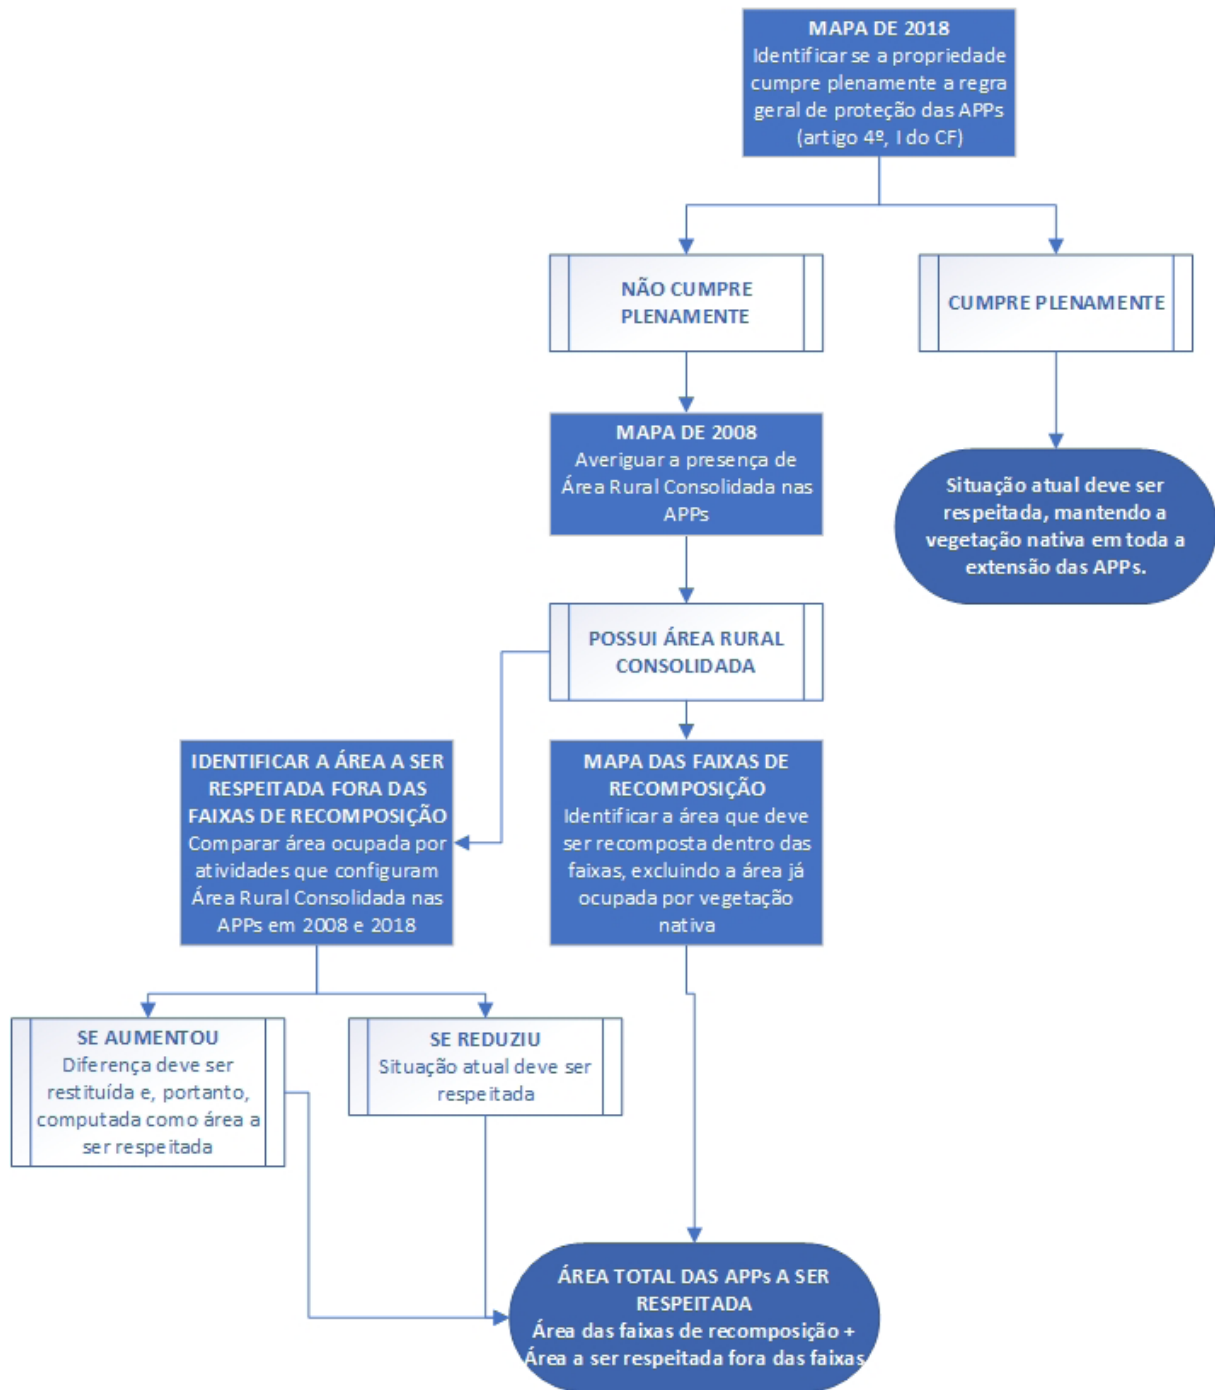 MAPA DE 2018
Identificar se a propriedade
cumpre plenamente a regra
geral de proteção das APPs
(artigo 4º, I do CF)
NÃO CUMPRE
PLENAMENTE
CUMPRE PLENAMENTE
MAPA DE 2008
Averiguar a presença de
Área Rural Consolidada nas
APPs
Situação atual deve ser
respeitada, mantendo a
vegetação nativa em toda a
extensão das APPs.
POSSUI ÁREA RURAL
CONSOLIDADA
IDENTIFICAR A ÁREA A SER
RESPEITADA FORA DAS
FAIXAS DE RECOMPOSIÇÃO
Comparar área ocupada por
atividades que configuram
Área Rural Consolidada nas
APPs em 2008 e 2018
MAPA DAS FAIXAS DE
RECOMPOSIÇÃO
Identificar a área que deve
ser recomposta dentro das
faixas, excluindo a área já
ocupada por vegetação
nativa
SE AUMENTOU
Diferença deve ser
restituída e, portanto,
computada como área a
ser respeitada
SE REDUZIU
Situação atual deve ser
respeitada
ÁREA TOTAL DAS APPs A SER
RESPEITADA
Área das faixas de recomposição +
Área a ser respeitada fora das faixas